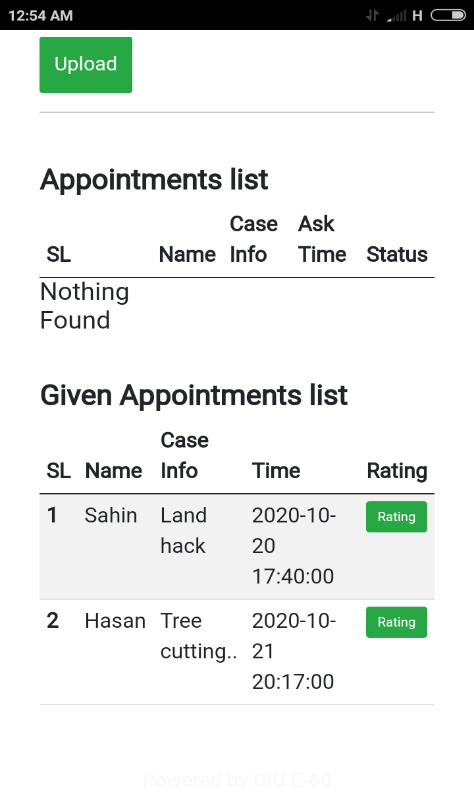 12:54 AM H
Upload
Appointments list
SL Name Case Info Ask Time Status
Nothing
Found
Given Appointments list
SL Name Case Info Time Rating
1 Sahin Land hack 2020-10-20 17:40:00 Rating
2 Hasan Tree cutting.. 2020-10-21 20:17:00 Rating
Powered by DIU E-60